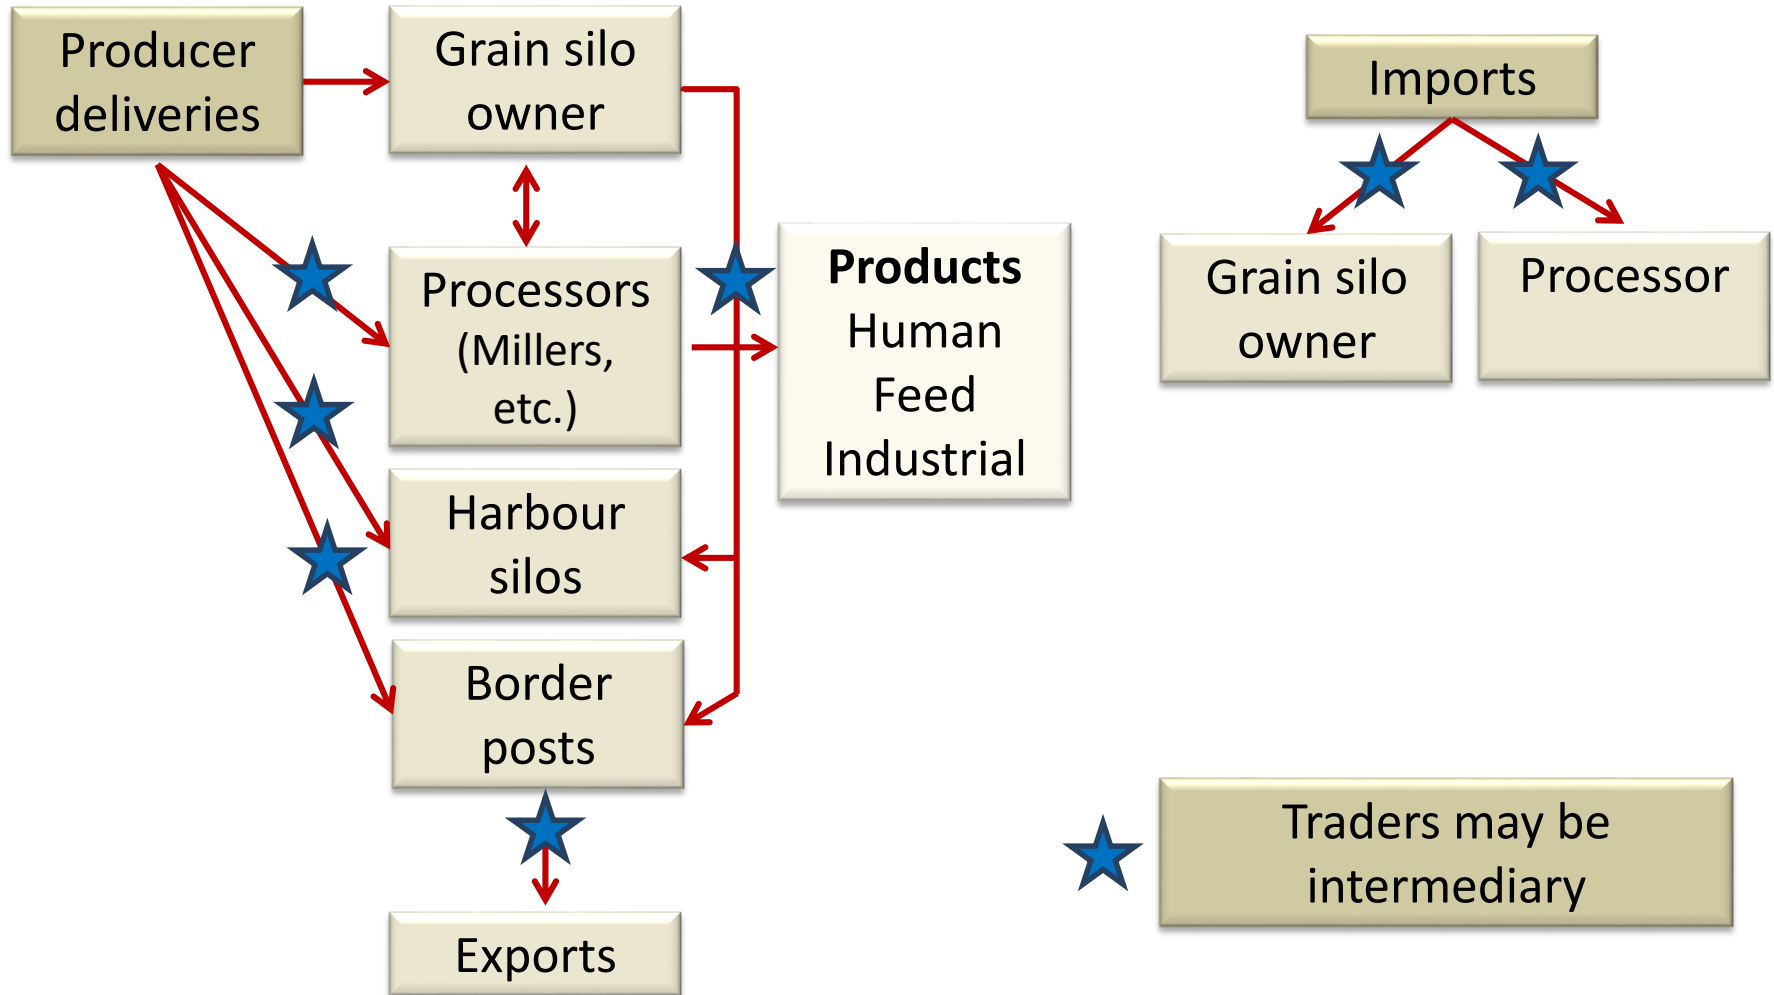 Producer
deliveries
Grain silo
owner
Imports
Grain silo
owner
Processor
Processors
(Millers,
etc.)
Products
Human
Feed
Industrial
Harbour
silos
Border
posts
Exports
Traders may be
intermediary